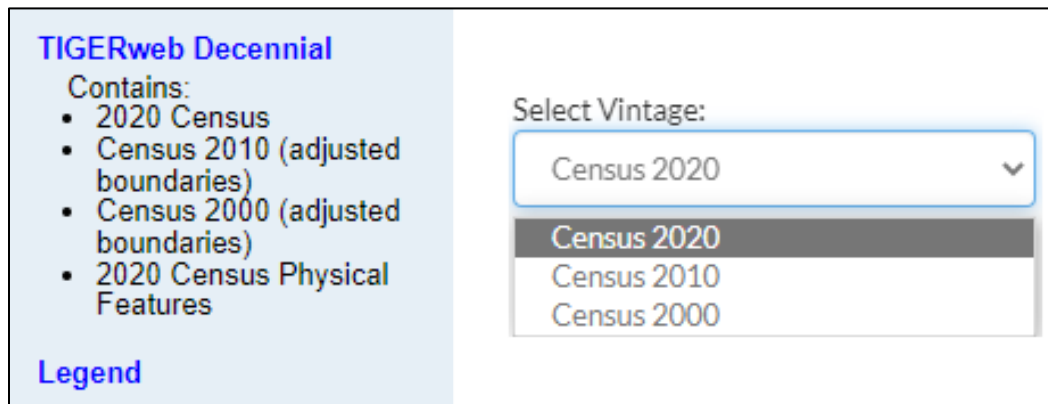 TIGERweb Decennial
Contains:
• 2020 Census
• Census 2010 (adjusted
boundaries)
• Census 2000 (adjusted
boundaries)
• 2020 Census Physical
Features
Legend
Select Vintage:
Census 2020
Census 2020
Census 2010
Census 2000